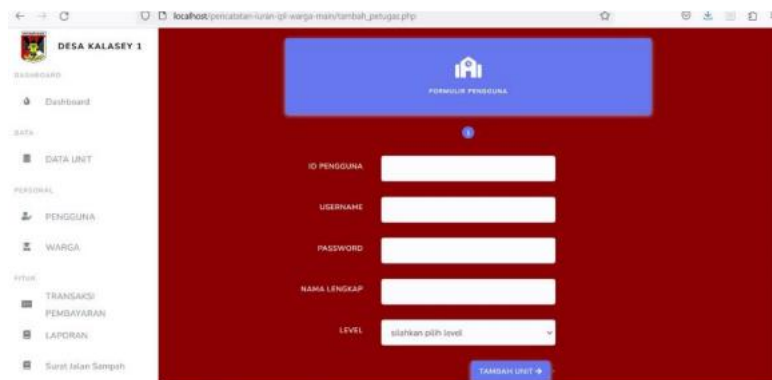 localhost/pencatatan-iuran-ipl-warga-main/tambah_petugas.php
DESA KALASEY 1
DASHBOARD
Dashboard
DATA
DATA UNIT
PERSONAL
PENGGUNA
WARGA
FITUR
TRANSAKSI
PEMBAYARAN
LAPORAN
Surat Jalan Sampah
FORMULIR PENGGUNA
1
ID PENGGUNA
USERNAME
PASSWORD
NAMA LENGKAP
LEVEL
silahkan pilih level
TAMBAH UNIT